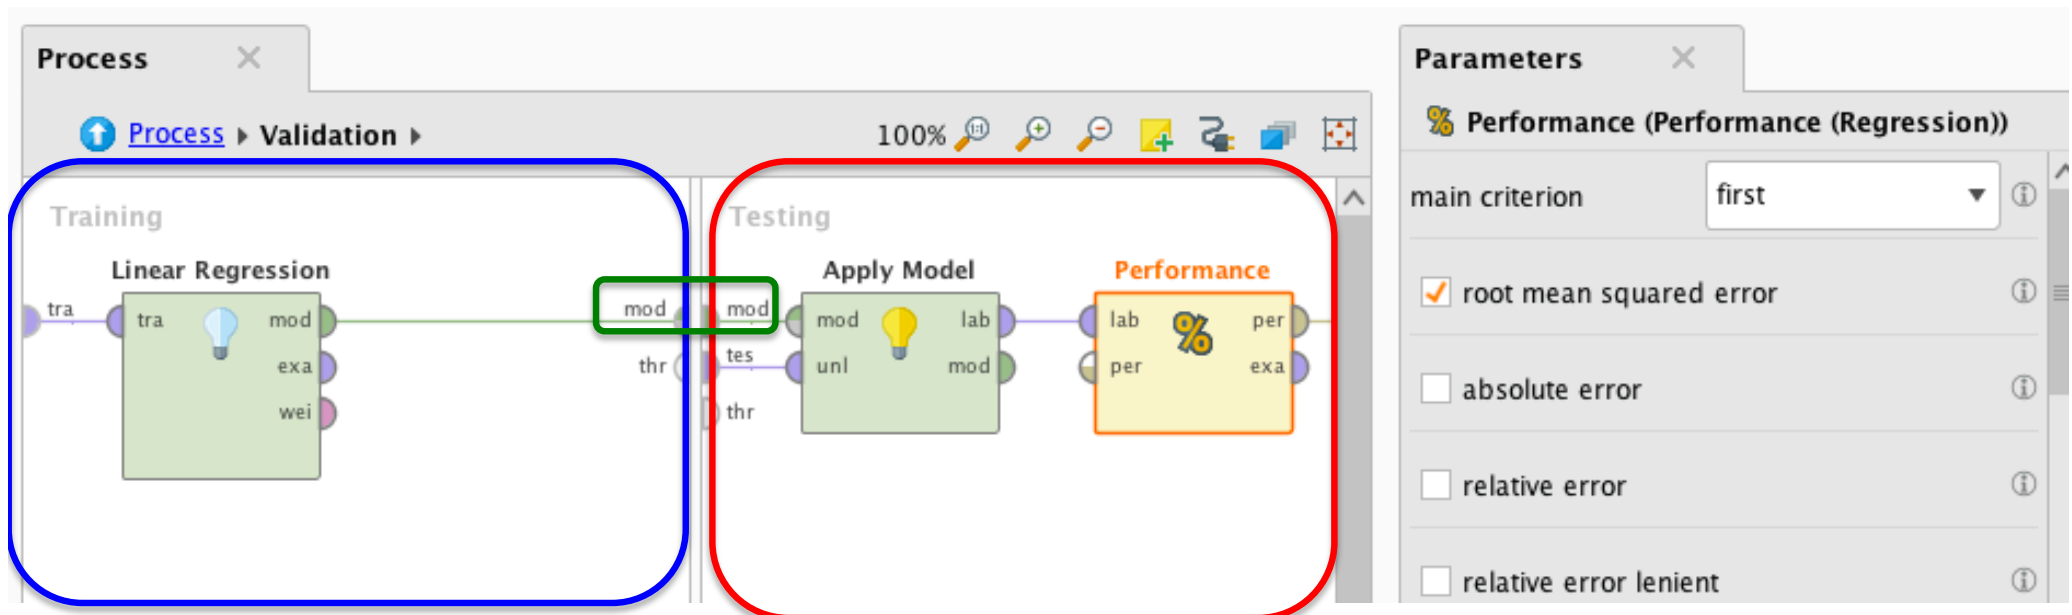 Process
Process Validation
100%
Training
Linear Regression
tra
tra
mod
exa
wei
mod
thr
Testing
mod
tes
thr
Apply Model
mod
lab
unl
mod
Performance
lab
per
per
exa
Parameters
Performance (Performance (Regression))
main criterion
first
root mean squared error
absolute error
relative error
relative error lenient